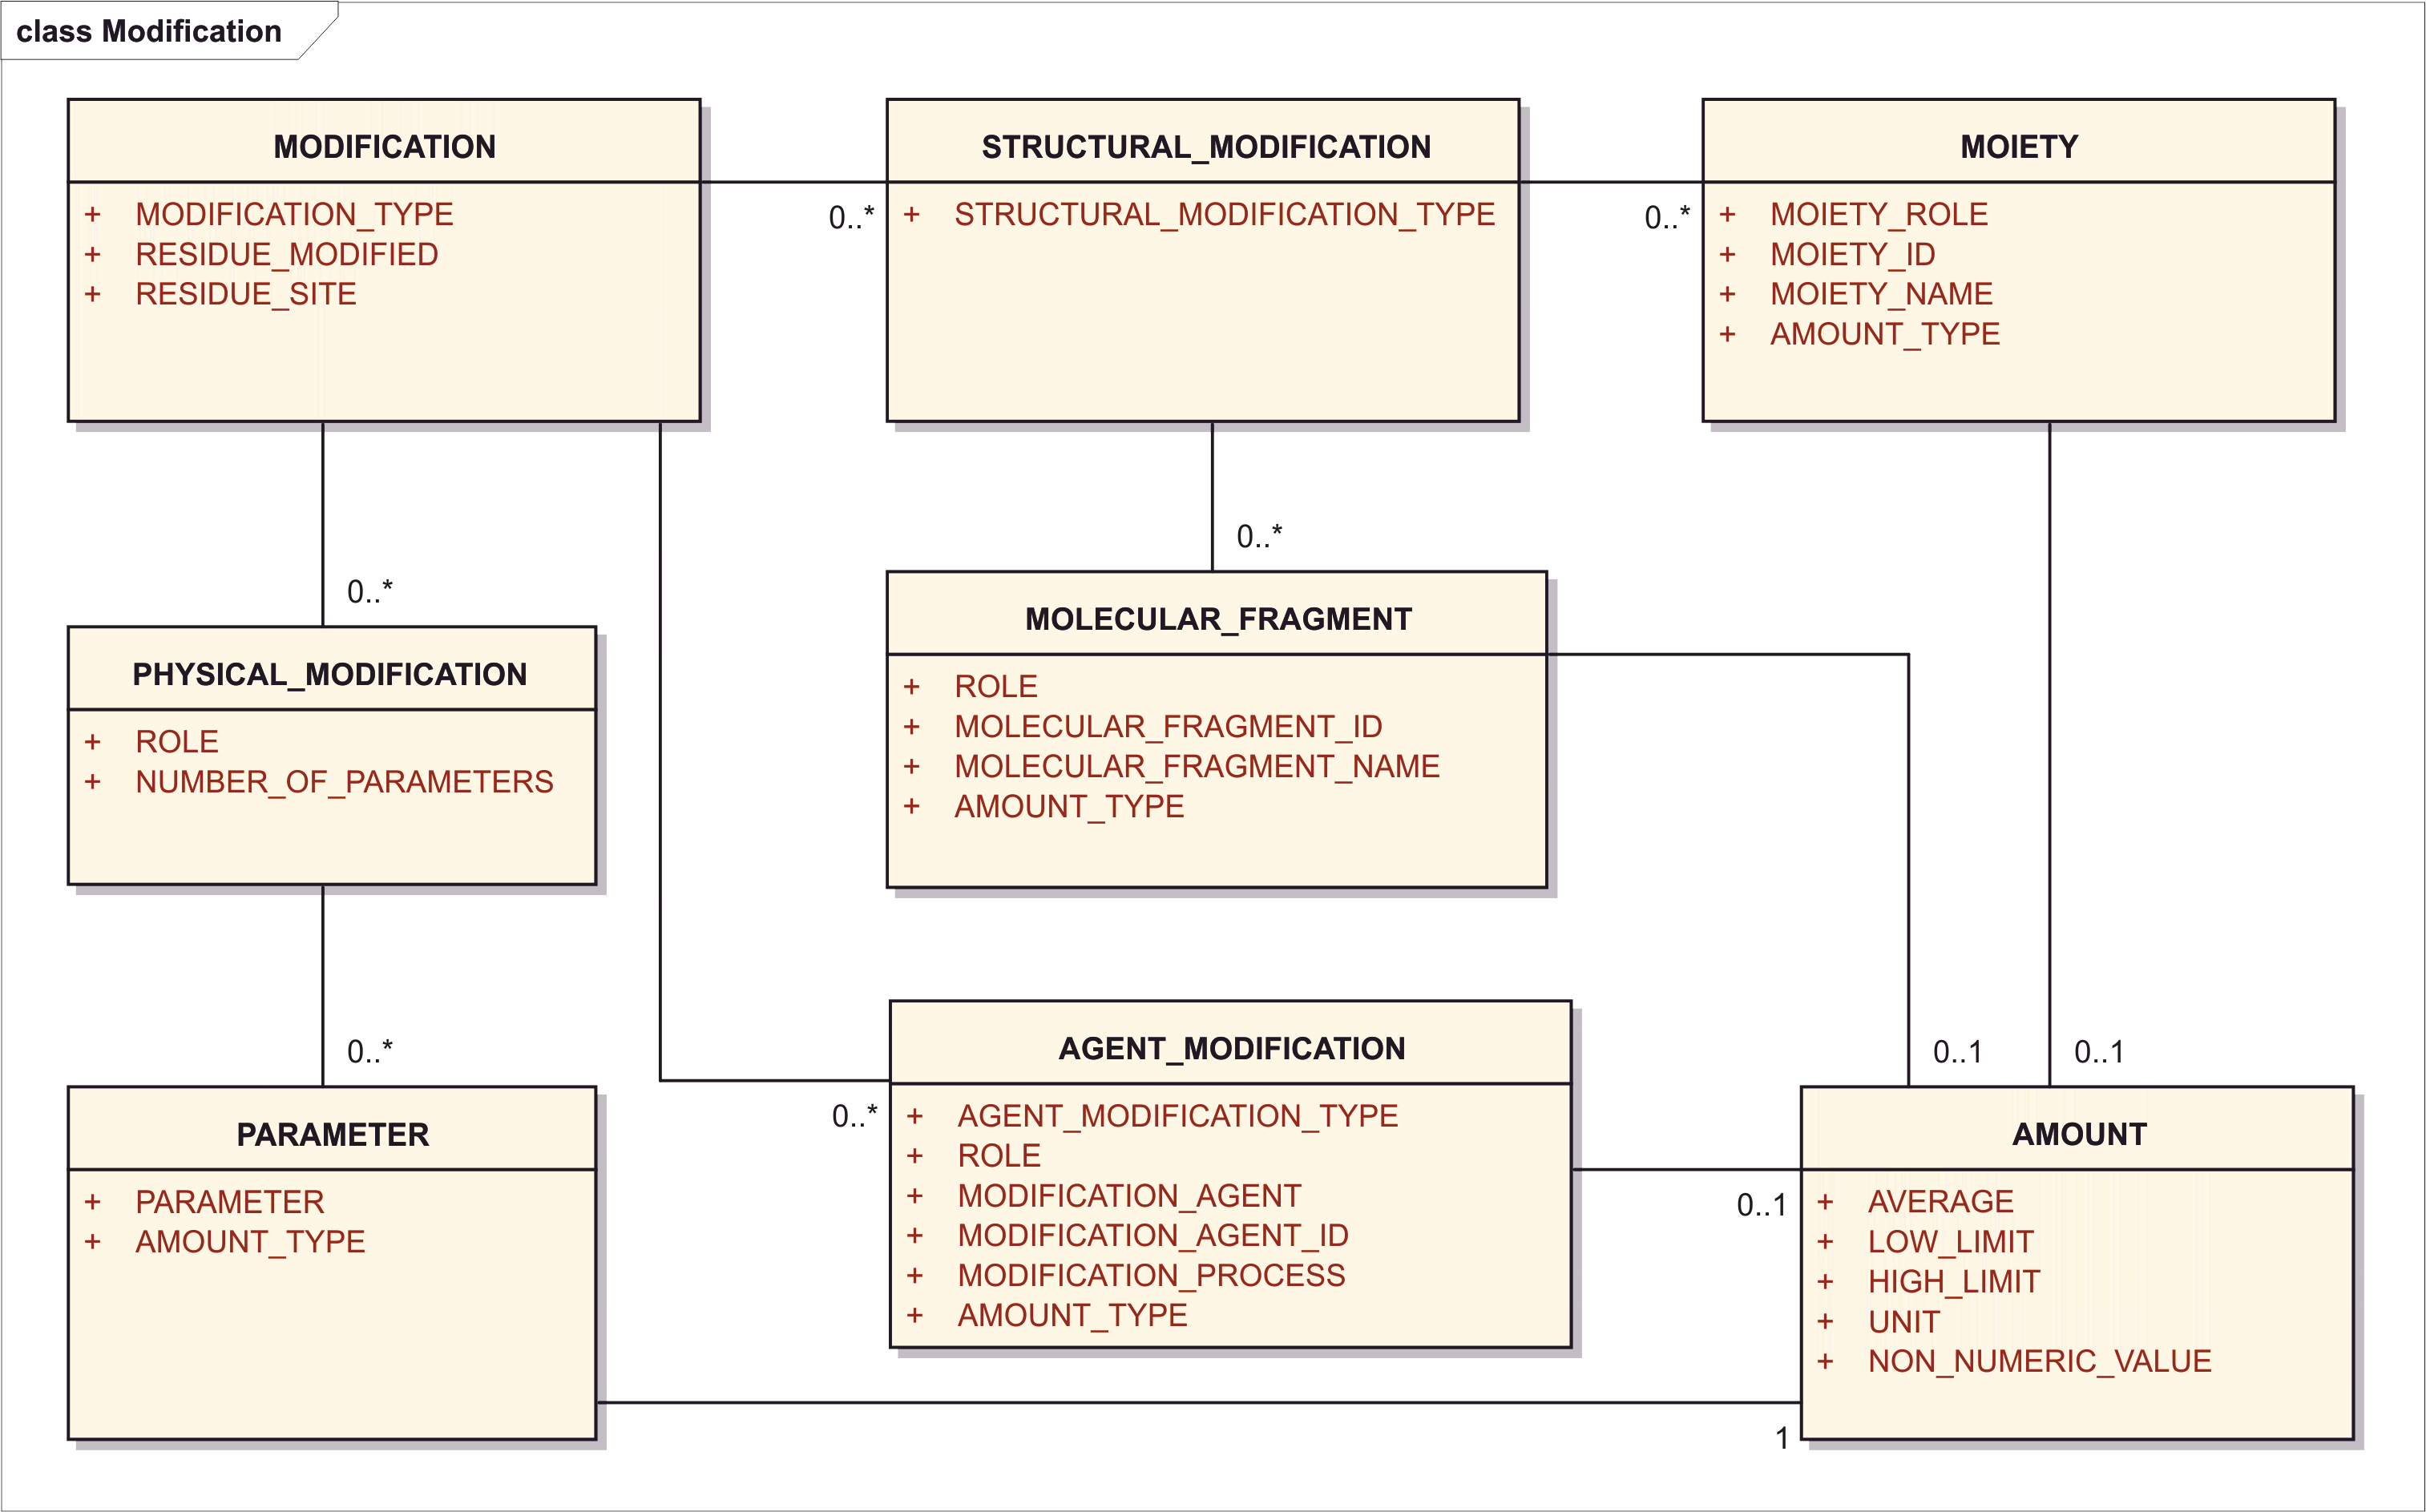 class Modification
MODIFICATION
+ MODIFICATION_TYPE
+ RESIDUE_MODIFIED
+ RESIDUE_SITE
0..*
STRUCTURAL_MODIFICATION
+ STRUCTURAL_MODIFICATION_TYPE
0..*
MOIETY
+ MOIETY_ROLE
+ MOIETY_ID
+ MOIETY_NAME
+ AMOUNT_TYPE
0..*
PHYSICAL_MODIFICATION
+ ROLE
+ NUMBER_OF_PARAMETERS
0..*
MOLECULAR_FRAGMENT
+ ROLE
+ MOLECULAR_FRAGMENT_ID
+ MOLECULAR_FRAGMENT_NAME
+ AMOUNT_TYPE
0..*
PARAMETER
+ PARAMETER
+ AMOUNT_TYPE
0..*
AGENT_MODIFICATION
+ AGENT_MODIFICATION_TYPE
+ ROLE
+ MODIFICATION_AGENT
+ MODIFICATION_AGENT_ID
+ MODIFICATION_PROCESS
+ AMOUNT_TYPE
0..1
0..1
0..1
AMOUNT
+ AVERAGE
+ LOW_LIMIT
+ HIGH_LIMIT
+ UNIT
+ NON_NUMERIC_VALUE
1